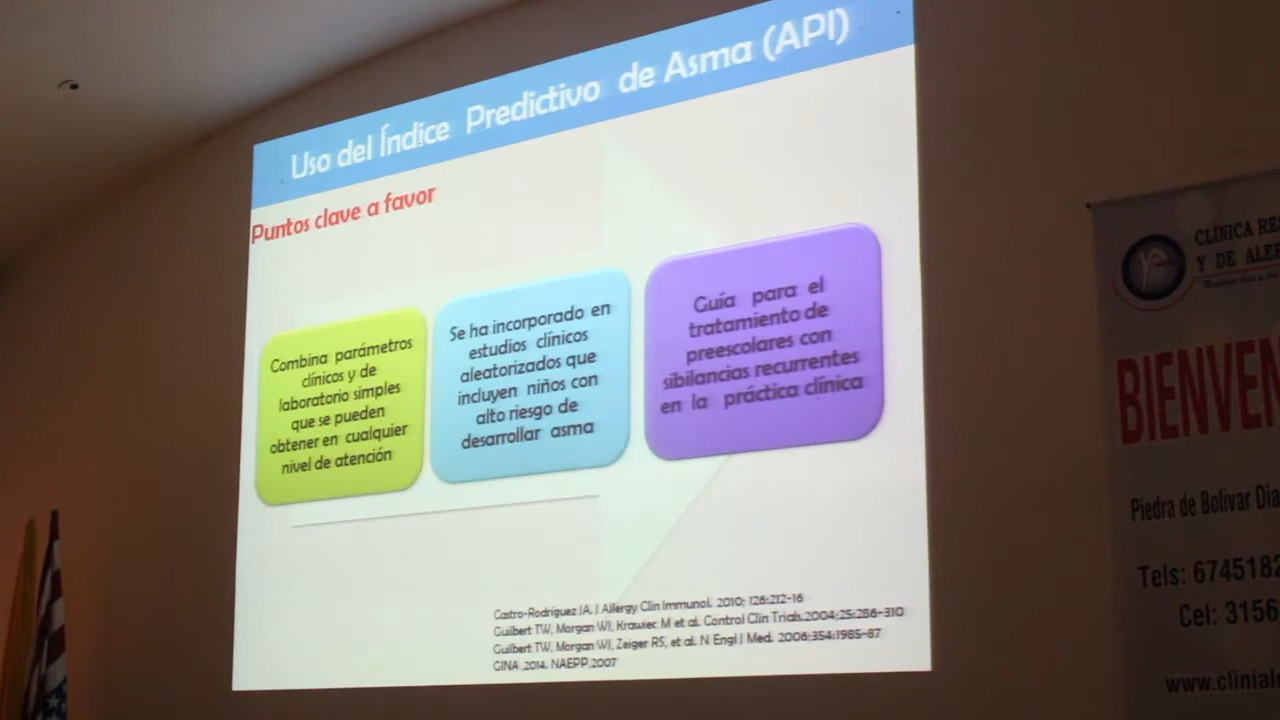 Uso del Índice Predictivo de Asma (API)
Puntos clave a favor
Combina parámetros
clínicos y de
laboratorio simples
que se pueden
obtener en cualquier
nivel de atención
Se ha incorporado en
estudios clínicos
aleatorizados que
incluyen niños con
alto riesgo de
desarrollar asma
Guía para el
tratamiento de
preescolares con
sibilancias recurrentes
en la práctica clínica
Castro-Rodriguez JA. J Allergy Clin Immunol. 2010; 126:212-16
Guilbert TW, Morgan WJ, Krawiec M et al. Control Clin Trials.2004;25:286-310
Guilbert TW, Morgan WJ, Zeiger RS, et al. N Engl J Med. 2006;354:1985-87
GINA .2014. NAEPP,2007
CLÍNICA RE
Y DE ALE
BIENVEN
Piedra de Bolivar Dia
Tels: 6745182
Cel: 3156
www.clinial